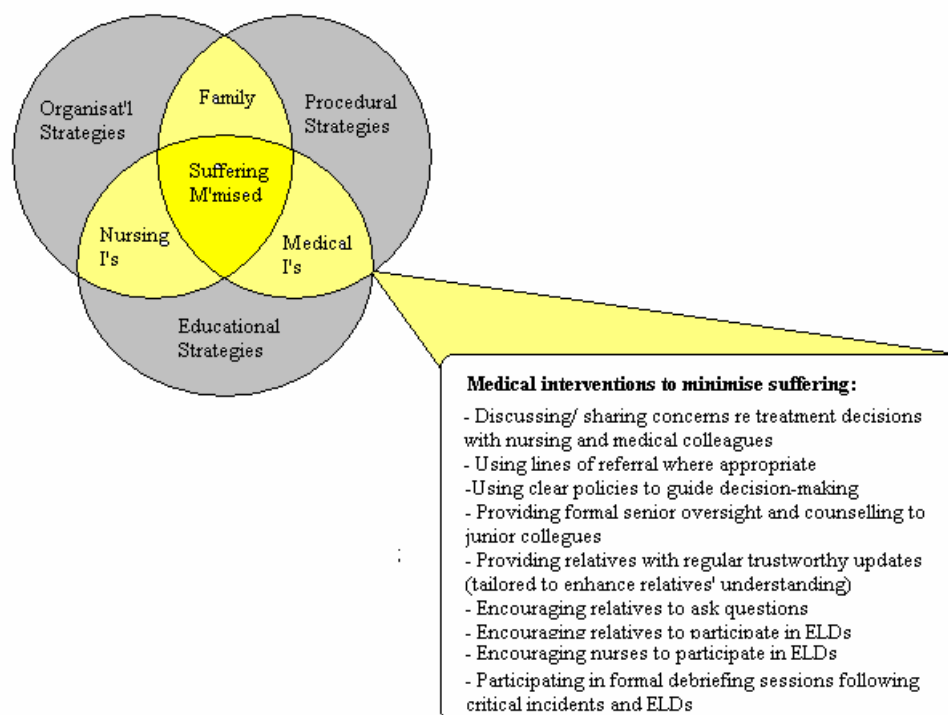 Family
Organisat'l
Strategies
Procedural
Strategies
Suffering
M'mised
Nursing
I's
Medical
I's
Educational
Strategies
Medical interventions to minimise suffering:
- Discussing/ sharing concerns re treatment decisions
with nursing and medical colleagues
- Using lines of referral where appropriate
-Using clear policies to guide decision-making
- Providing formal senior oversight and counselling to
junior collegues
- Providing relatives with regular trustworthy updates
(tailored to enhance relatives' understanding)
- Encouraging relatives to ask questions
- Encouraging relatives to participate in ELDs
- Encouraging nurses to participate in ELDs
- Participating in formal debriefing sessions following
critical incidents and ELDs
;